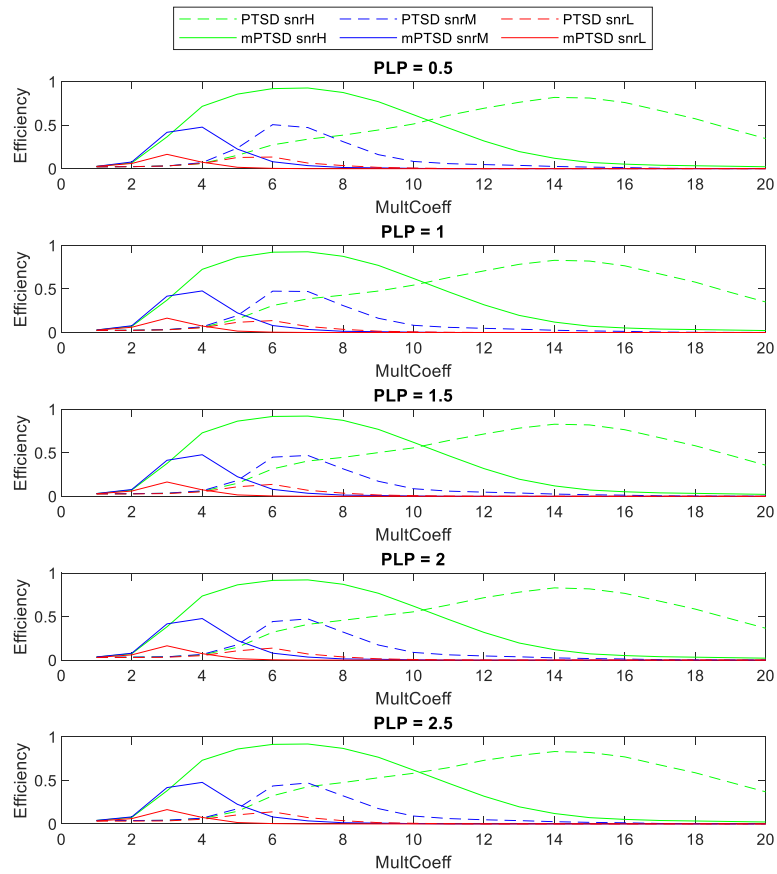 PTSD snrH PTSD snrM PTSD snrL
mPTSD snrH mPTSD snrM mPTSD snrL
PLP = 0.5
1
0.5
0
Efficiency
0 2 4 6 8 10 12 14 16 18 20
MultCoeff
PLP = 1
1
0.5
0
Efficiency
0 2 4 6 8 10 12 14 16 18 20
MultCoeff
PLP = 1.5
1
0.5
0
Efficiency
0 2 4 6 8 10 12 14 16 18 20
MultCoeff
PLP = 2
1
0.5
0
Efficiency
0 2 4 6 8 10 12 14 16 18 20
MultCoeff
PLP = 2.5
1
0.5
0
Efficiency
0 2 4 6 8 10 12 14 16 18 20
MultCoeff